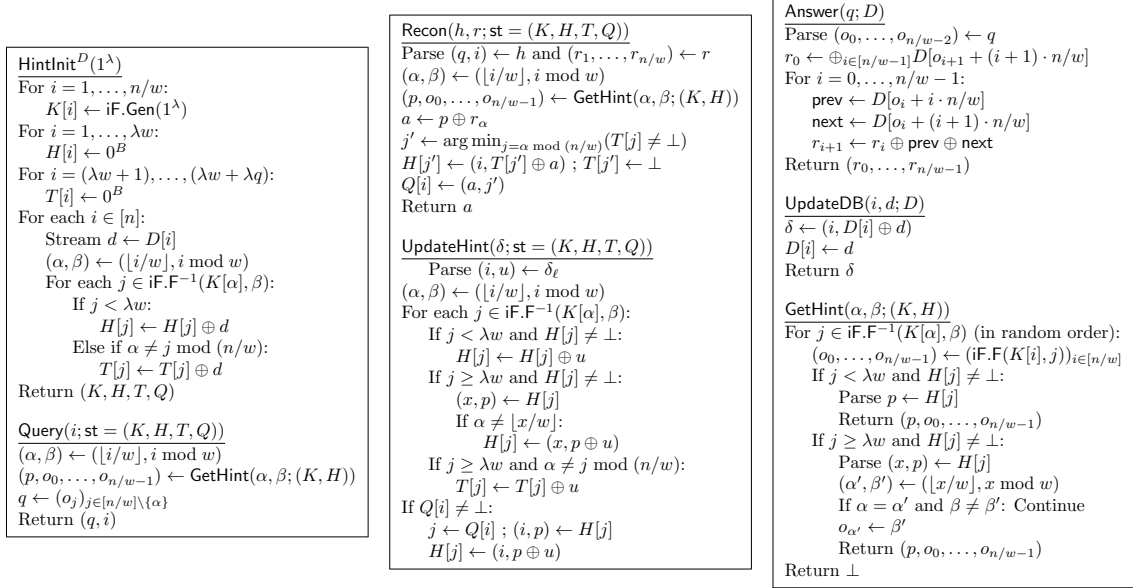 HintInit^D(1^λ)
For i = 1, . . . , n/w:
K[i] ← iF.Gen(1^λ)
For i = 1, . . . , λw:
H[i] ← 0^B
For i = (λw + 1), . . . , (λw + λq):
T[i] ← 0^B
For each i ∈ [n]:
Stream d ← D[i]
(α, β) ← (⌊i/w⌋, i mod w)
For each j ∈ iF.F^{-1}(K[α], β):
If j < λw:
H[j] ← H[j] ⊕ d
Else if α ≠ j mod (n/w):
T[j] ← T[j] ⊕ d
Return (K, H, T, Q)
Query(i; st = (K, H, T, Q))
(α, β) ← (⌊i/w⌋, i mod w)
(p, o_0, . . . , o_{n/w−1}) ← GetHint(α, β; (K, H))
q ← (o_j)_{j∈[n/w]\{α}}
Return (q, i)
Recon(h, r; st = (K, H, T, Q))
Parse (q, i) ← h and (r_1, . . . , r_{n/w}) ← r
(α, β) ← (⌊i/w⌋, i mod w)
(p, o_0, . . . , o_{n/w−1}) ← GetHint(α, β; (K, H))
a ← p ⊕ r_α
j′ ← arg min_{j=α mod (n/w)}(T[j] ≠ ⊥)
H[j′] ← (i, T[j′] ⊕ a) ; T[j′] ← ⊥
Q[i] ← (a, j′)
Return a
UpdateHint(δ; st = (K, H, T, Q))
Parse (i, u) ← δ_ℓ
(α, β) ← (⌊i/w⌋, i mod w)
For each j ∈ iF.F^{-1}(K[α], β):
If j < λw and H[j] ≠ ⊥:
H[j] ← H[j] ⊕ u
If j ≥ λw and H[j] ≠ ⊥:
(x, p) ← H[j]
If α ≠ ⌊x/w⌋:
H[j] ← (x, p ⊕ u)
If j ≥ λw and α ≠ j mod (n/w):
T[j] ← T[j] ⊕ u
If Q[i] ≠ ⊥:
j ← Q[i] ; (i, p) ← H[j]
H[j] ← (i, p ⊕ u)
Answer(q; D)
Parse (o_0, . . . , o_{n/w−2}) ← q
r_0 ← ⊕_{i∈[n/w−1]}D[o_{i+1} + (i + 1) · n/w]
For i = 0, . . . , n/w − 1:
prev ← D[o_i + i · n/w]
next ← D[o_i + (i + 1) · n/w]
r_{i+1} ← r_i ⊕ prev ⊕ next
Return (r_0, . . . , r_{n/w−1})
UpdateDB(i, d; D)
δ ← (i, D[i] ⊕ d)
D[i] ← d
Return δ
GetHint(α, β; (K, H))
For j ∈ iF.F^{-1}(K[α], β) (in random order):
(o_0, . . . , o_{n/w−1}) ← (iF.F(K[i], j))_{i∈[n/w]}
If j < λw and H[j] ≠ ⊥:
Parse p ← H[j]
Return (p, o_0, . . . , o_{n/w−1})
If j ≥ λw and H[j] ≠ ⊥:
Parse (x, p) ← H[j]
(α′, β′) ← (⌊x/w⌋, x mod w)
If α = α′ and β ≠ β′: Continue
o_{α′} ← β′
Return (p, o_0, . . . , o_{n/w−1})
Return ⊥